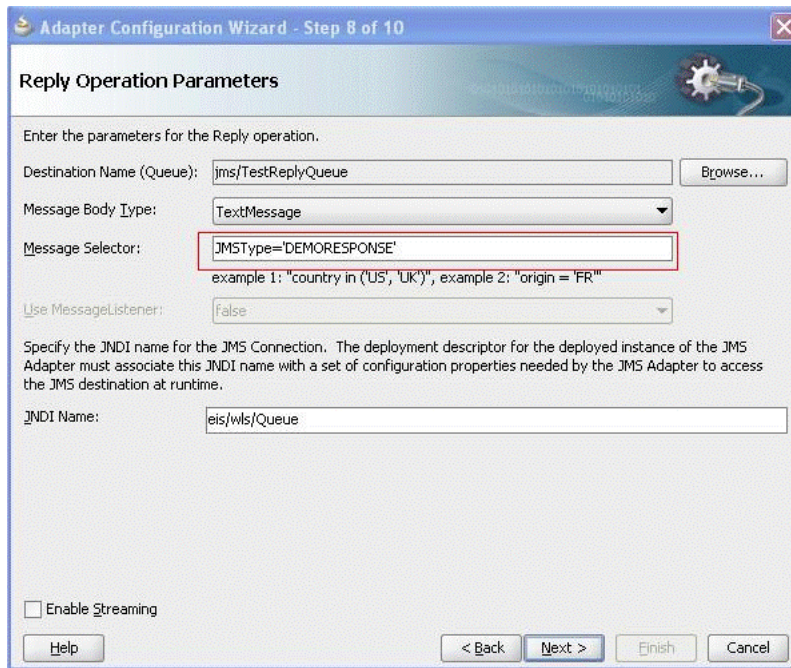 Adapter Configuration Wizard - Step 8 of 10
Reply Operation Parameters
Enter the parameters for the Reply operation.
Destination Name (Queue): jms/TestReplyQueue Browse...
Message Body Type: TextMessage
Message Selector: JMSType='DEMORESPONSE'
example 1: "country in ('US', 'UK')", example 2: "origin = 'FR'"
Use MessageListener: false
Specify the JNDI name for the JMS Connection. The deployment descriptor for the deployed instance of the JMS
Adapter must associate this JNDI name with a set of configuration properties needed by the JMS Adapter to access
the JMS destination at runtime.
JNDI Name: eis/wls/Queue
Enable Streaming
Help < Back Next > Finish Cancel